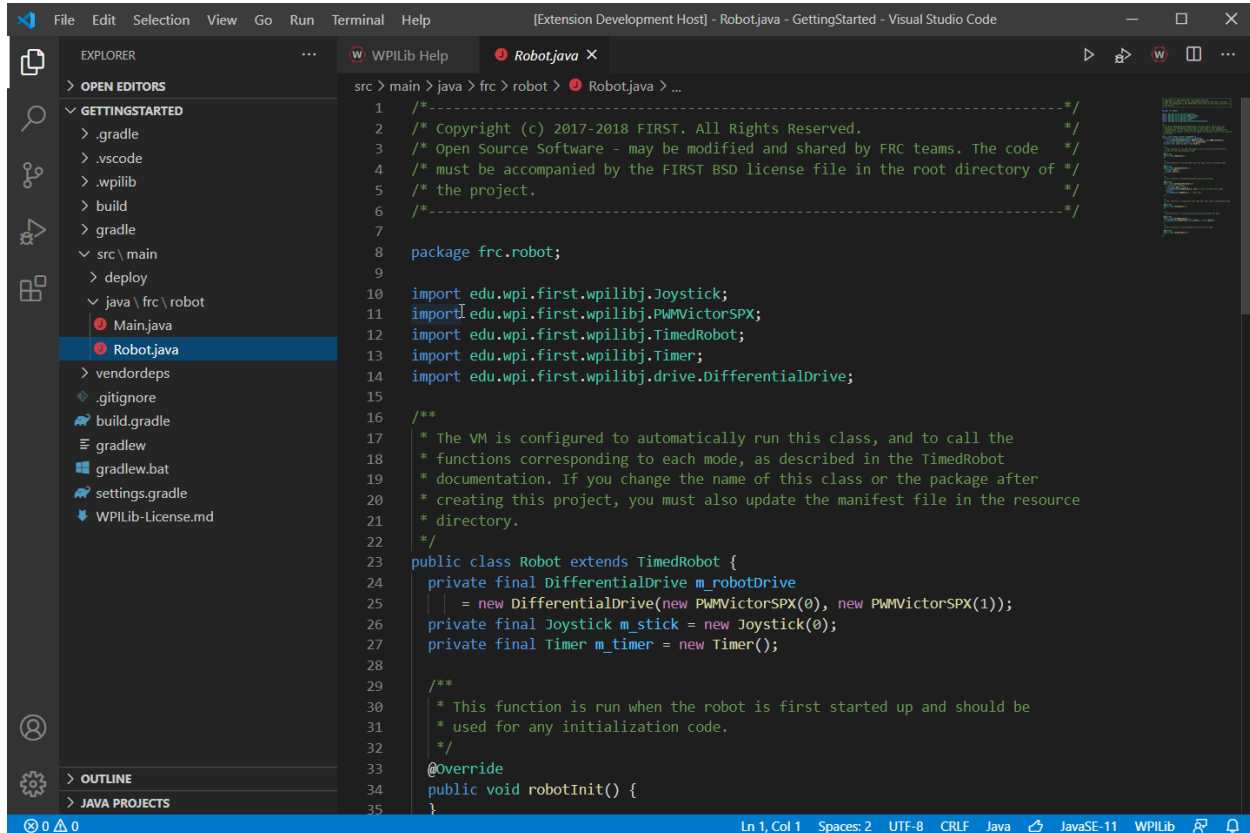 File Edit Selection View Go Run Terminal Help [Extension Development Host] - Robot.java - GettingStarted - Visual Studio Code
EXPLORER
OPEN EDITORS
GETTINGSTARTED
.gradle
.vscode
.wpilib
build
gradle
src \ main
deploy
java \ frc \ robot
Main.java
Robot.java
vendordeps
.gitignore
build.gradle
gradlew
gradlew.bat
settings.gradle
WPILib-License.md
OUTLINE
JAVA PROJECTS
WPILib Help Robot.java
src > main > java > frc > robot > Robot.java > ...
1 /*----------------------------------------------------------------------------*/
2 /* Copyright (c) 2017-2018 FIRST. All Rights Reserved. */
3 /* Open Source Software - may be modified and shared by FRC teams. The code */
4 /* must be accompanied by the FIRST BSD license file in the root directory of */
5 /* the project. */
6 /*----------------------------------------------------------------------------*/
7
8 package frc.robot;
9
10 import edu.wpi.first.wpilibj.Joystick;
11 import edu.wpi.first.wpilibj.PWMVictorSPX;
12 import edu.wpi.first.wpilibj.TimedRobot;
13 import edu.wpi.first.wpilibj.Timer;
14 import edu.wpi.first.wpilibj.drive.DifferentialDrive;
15
16 /**
17 * The VM is configured to automatically run this class, and to call the
18 * functions corresponding to each mode, as described in the TimedRobot
19 * documentation. If you change the name of this class or the package after
20 * creating this project, you must also update the manifest file in the resource
21 * directory.
22 */
23 public class Robot extends TimedRobot {
24 private final DifferentialDrive m_robotDrive
25 = new DifferentialDrive(new PWMVictorSPX(0), new PWMVictorSPX(1));
26 private final Joystick m_stick = new Joystick(0);
27 private final Timer m_timer = new Timer();
28
29 /**
30 * This function is run when the robot is first started up and should be
31 * used for any initialization code.
32 */
33 @Override
34 public void robotInit() {
35 }
0 0 Ln 1, Col 1 Spaces: 2 UTF-8 CRLF Java JavaSE-11 WPILib